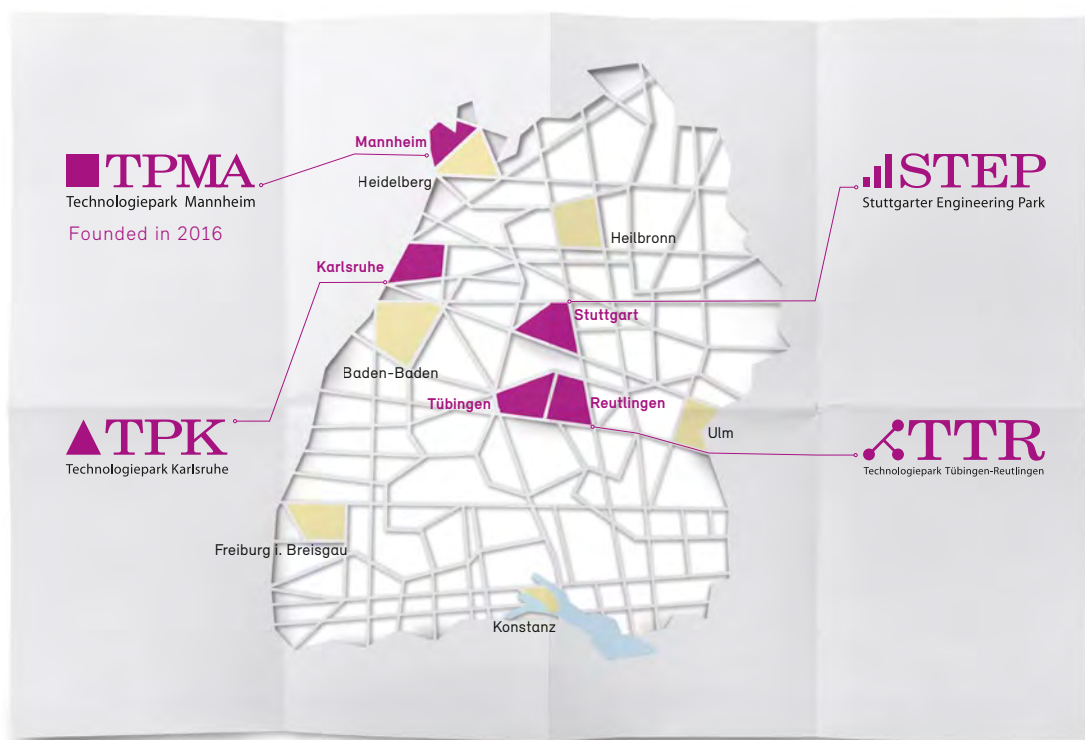 TPMA
Technologiepark Mannheim
Founded in 2016
STEP
Stuttgarter Engineering Park
Mannheim
Heidelberg
Heilbronn
Karlsruhe
Stuttgart
Baden-Baden
Tübingen
Reutlingen
Ulm
TPK
Technologiepark Karlsruhe
TTR
Technologiepark Tübingen-Reutlingen
Freiburg i. Breisgau
Konstanz